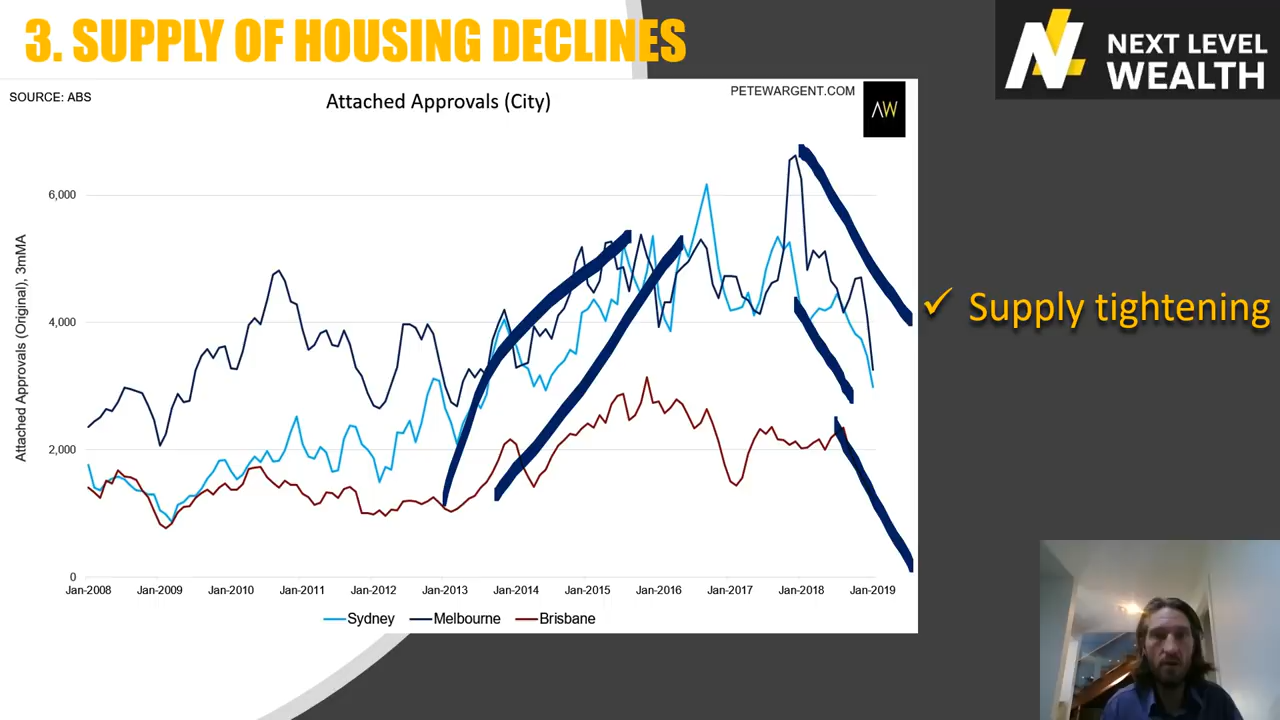 3. SUPPLY OF HOUSING DECLINES
NEXT LEVEL
WEALTH
SOURCE: ABS
Attached Approvals (City)
PETEWARGENT.COM
AW
Attached Approvals (Original), 3mMA
6,000
4,000
2,000
0
Jan-2008 Jan-2009 Jan-2010 Jan-2011 Jan-2012 Jan-2013 Jan-2014 Jan-2015 Jan-2016 Jan-2017 Jan-2018 Jan-2019
Sydney Melbourne Brisbane
✓ Supply tightening